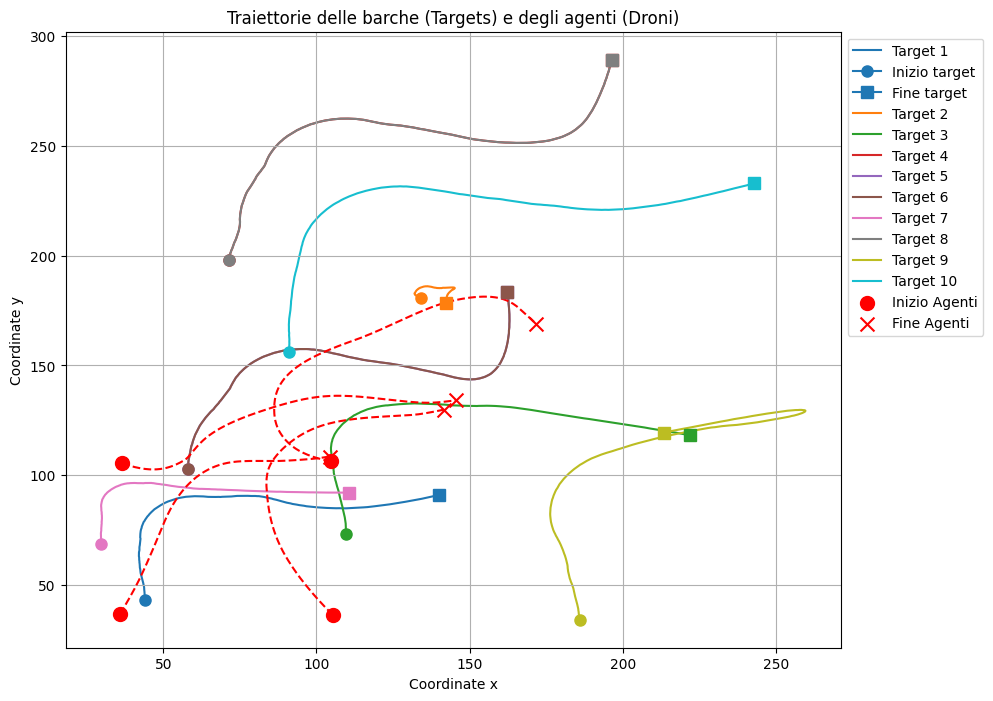 Traiettorie delle barche (Targets) e degli agenti (Droni)
300
250
200
150
100
50
Coordinate y
50
100
150
200
250
Coordinate x
Target 1
Inizio target
Fine target
Target 2
Target 3
Target 4
Target 5
Target 6
Target 7
Target 8
Target 9
Target 10
Inizio Agenti
Fine Agenti